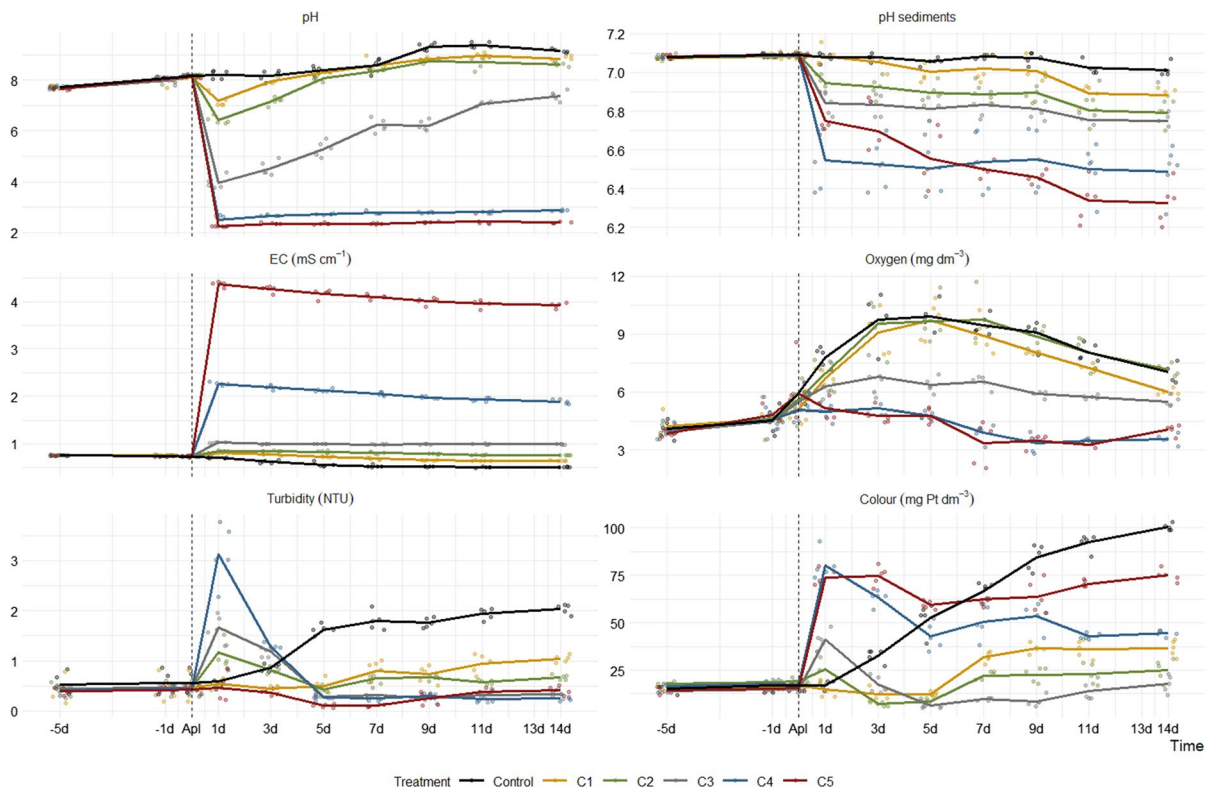 pH
8
6
4
2
pH sediments
7.2
7.0
6.8
6.6
6.4
6.2
EC (mS cm⁻¹)
4
3
2
1
Oxygen (mg dm⁻³)
12
9
6
3
Turbidity (NTU)
3
2
1
0
-5d -1d Apl 1d 3d 5d 7d 9d 11d 13d 14d
Colour (mg Pt dm⁻³)
100
75
50
25
-5d -1d Apl 1d 3d 5d 7d 9d 11d 13d 14d
Time
Treatment Control C1 C2 C3 C4 C5